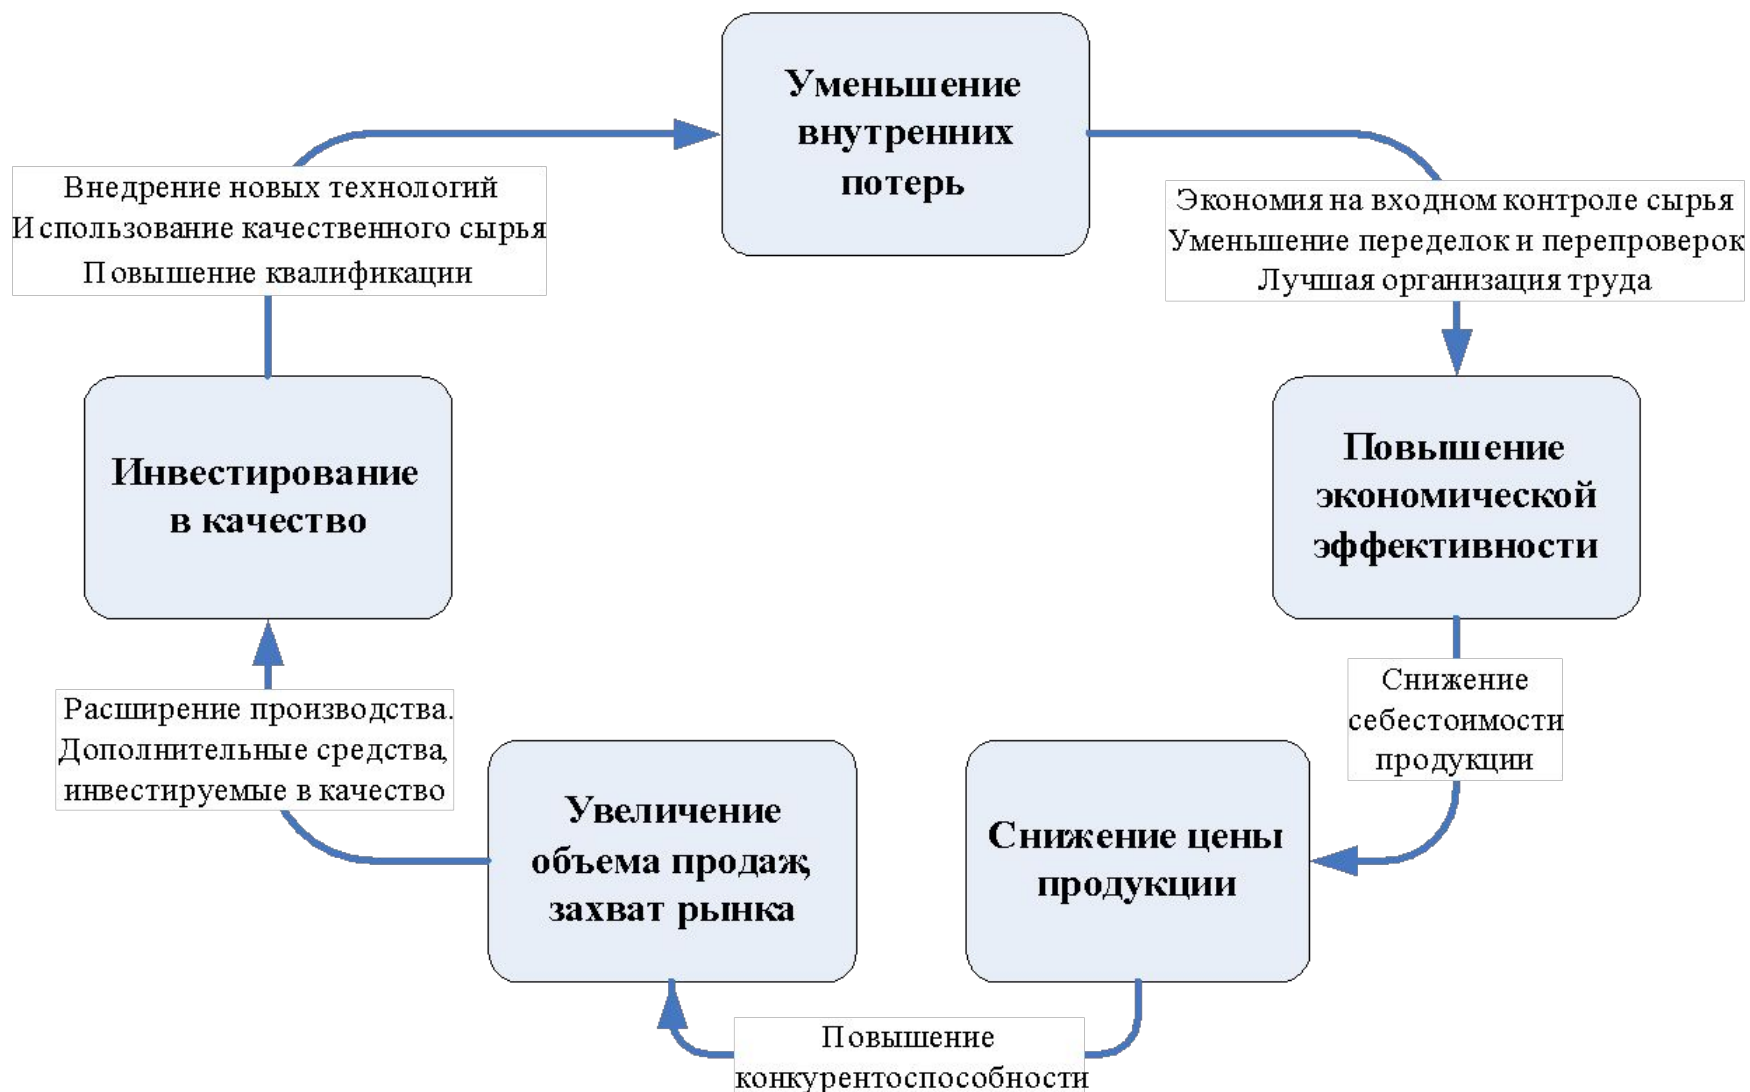 Уменьшение
внутренних
потерь
Экономия на входном контроле сырья
Уменьшение переделок и перепроверок
Лучшая организация труда
Повышение
экономической
эффективности
Снижение
себестоимости
продукции
Снижение цены
продукции
Повышение
конкурентоспособности
Увеличение
объема продаж,
захват рынка
Расширение производства.
Дополнительные средства,
инвестируемые в качество
Инвестирование
в качество
Внедрение новых технологий
Использование качественного сырья
Повышение квалификации